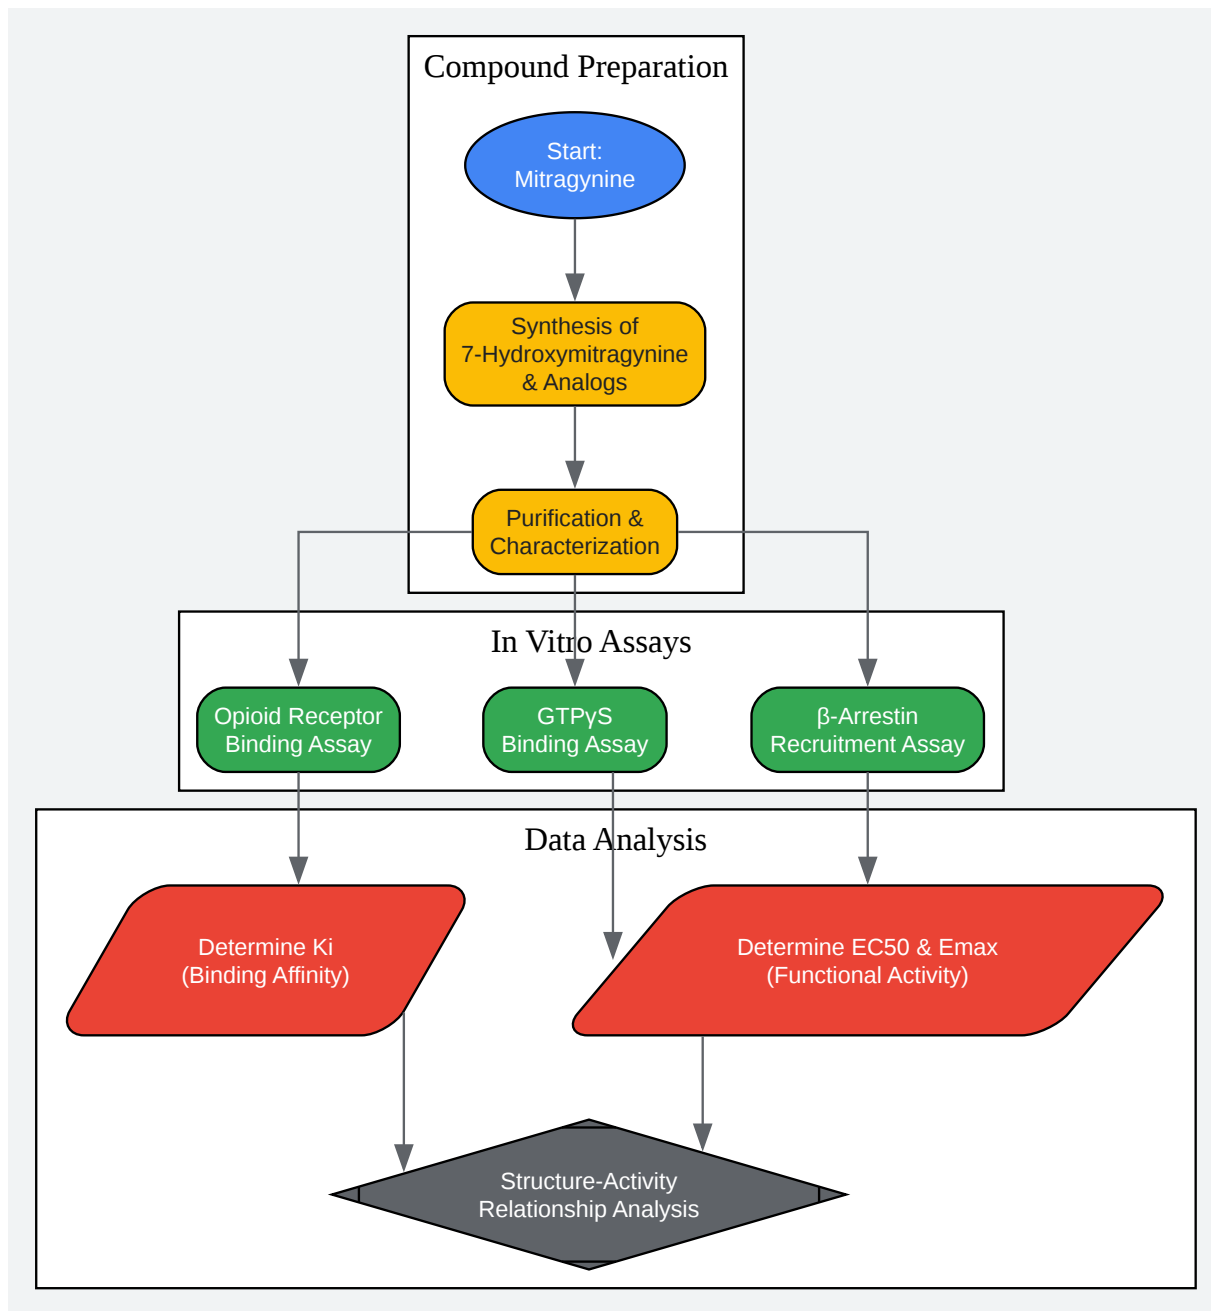 Compound Preparation
Start:
Mitragynine
Synthesis of
7-Hydroxymitragynine
& Analogs
Purification &
Characterization
In Vitro Assays
Opioid Receptor
Binding Assay
GTPγS
Binding Assay
β-Arrestin
Recruitment Assay
Data Analysis
Determine Ki
(Binding Affinity)
Determine EC50 & Emax
(Functional Activity)
Structure-Activity
Relationship Analysis